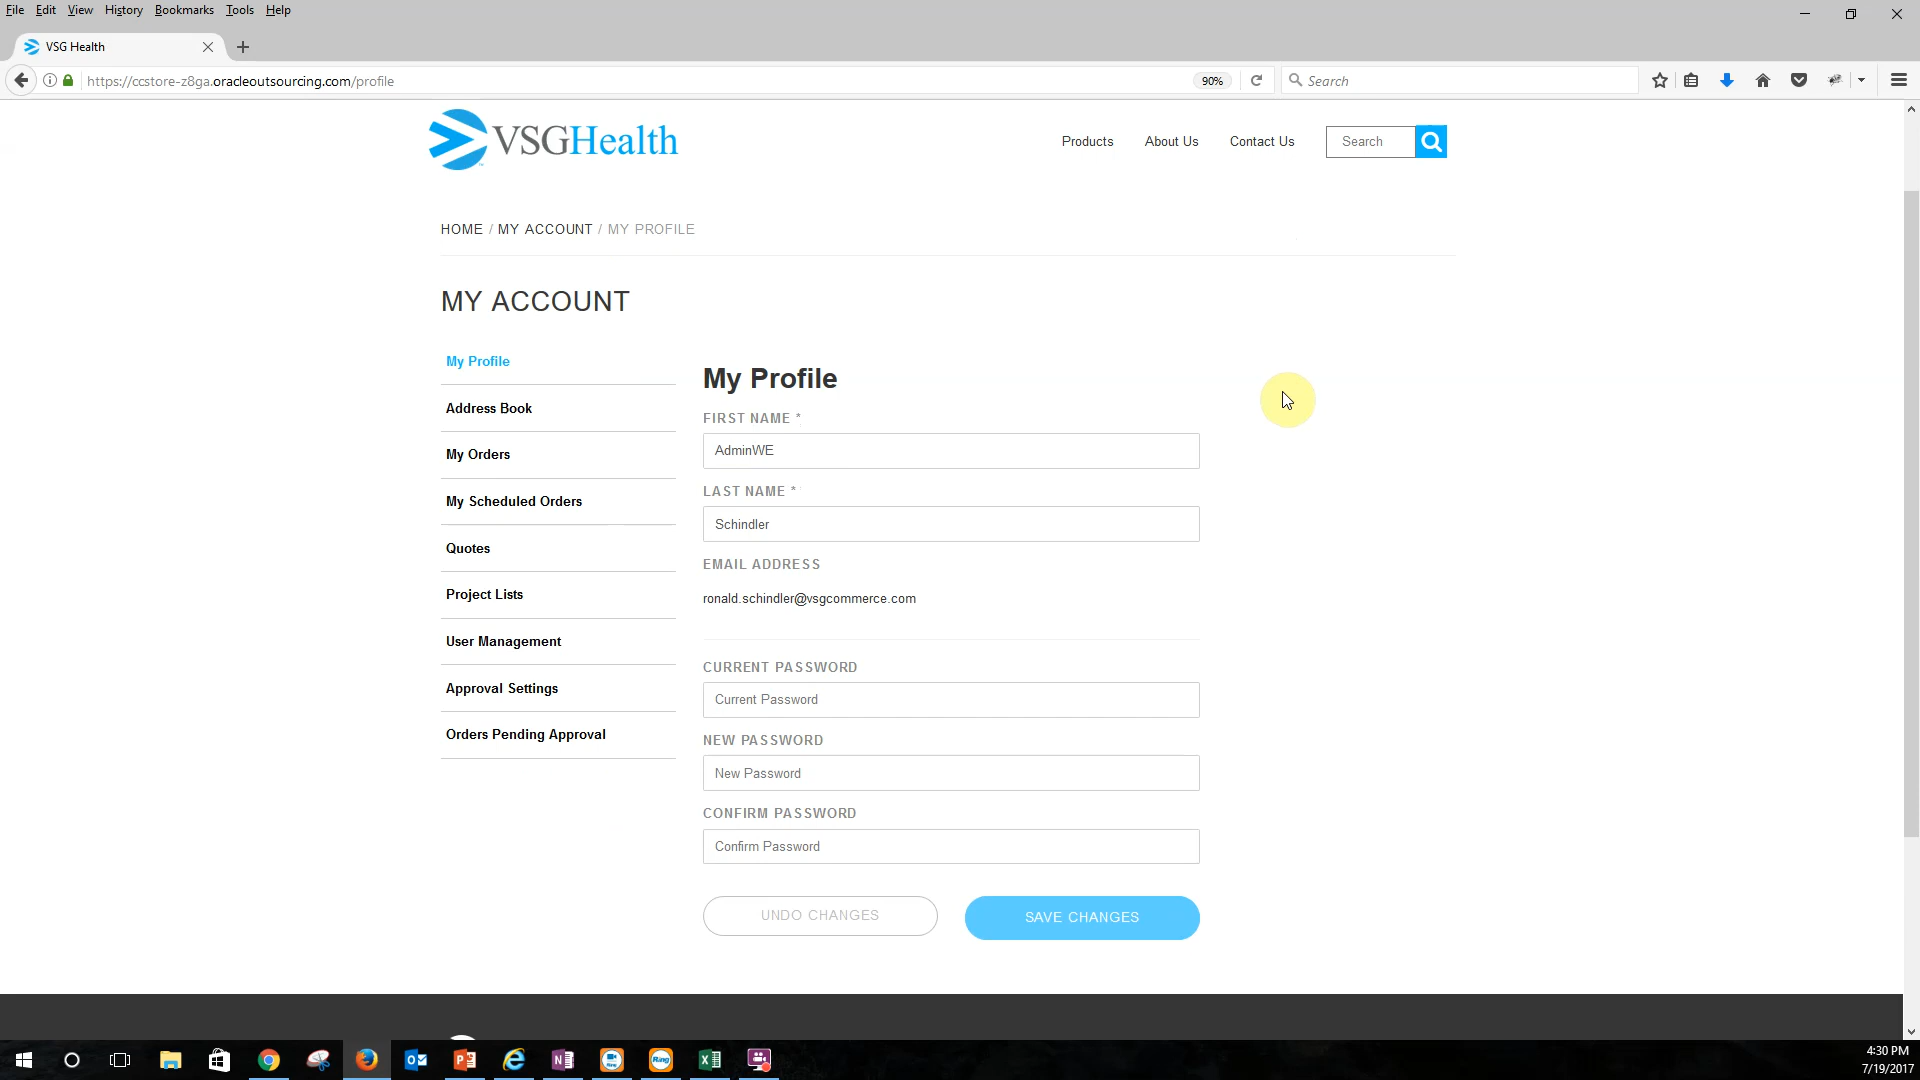 File Edit View History Bookmarks Tools Help
VSG Health
https://ccstore-z8ga.oracleoutsourcing.com/profile
90%
Search
VSGHealth
Products
About Us
Contact Us
Search
HOME / MY ACCOUNT / MY PROFILE
MY ACCOUNT
My Profile
Address Book
My Orders
My Scheduled Orders
Quotes
Project Lists
User Management
Approval Settings
Orders Pending Approval
My Profile
FIRST NAME *
AdminWE
LAST NAME *
Schindler
EMAIL ADDRESS
ronald.schindler@vsgcommerce.com
CURRENT PASSWORD
Current Password
NEW PASSWORD
New Password
CONFIRM PASSWORD
Confirm Password
UNDO CHANGES
SAVE CHANGES
4:30 PM
7/19/2017